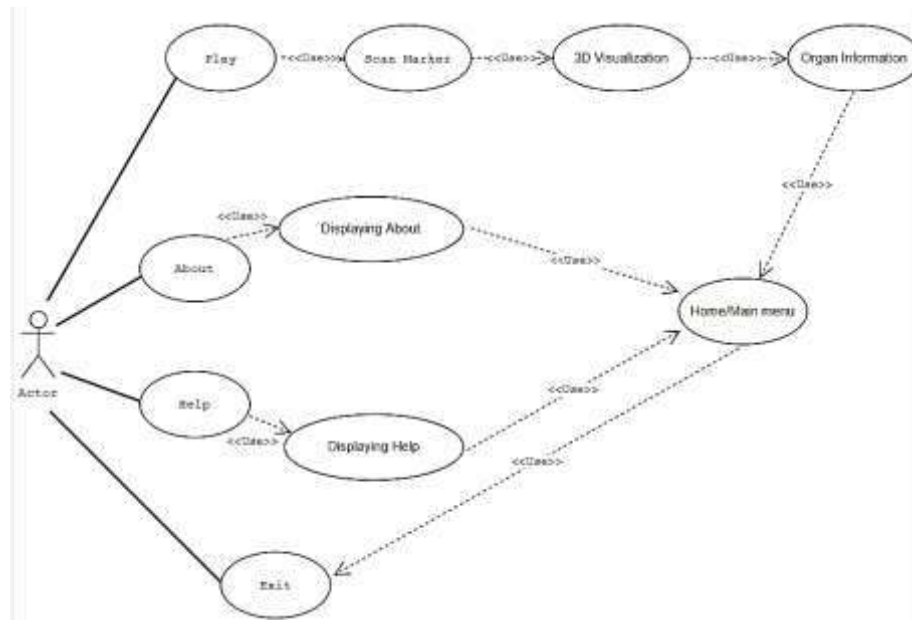 Play
<<Use>>
Scan Marker
<<Use>>
3D Visualization
<<Use>>
Organ Information
<<Use>>
<<Use>>
Displaying About
About
<<Use>>
Home/Main menu
Actor
Help
<<Use>>
<<Use>>
Displaying Help
<<Use>>
Exit